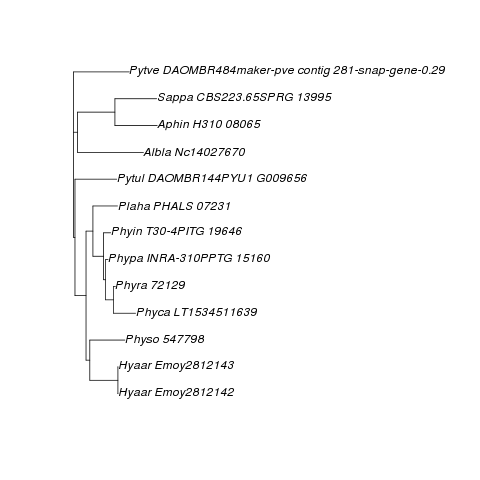 Pytve DAOMBR484maker-pve contig 281-snap-gene-0.29
Sappa CBS223.65SPRG 13995
Aphin H310 08065
Albla Nc14027670
Pytul DAOMBR144PYU1 G009656
Plaha PHALS 07231
Phyin T30-4PITG 19646
Phypa INRA-310PPTG 15160
Phyra 72129
Phyca LT1534511639
Physo 547798
Hyaar Emoy2812143
Hyaar Emoy2812142